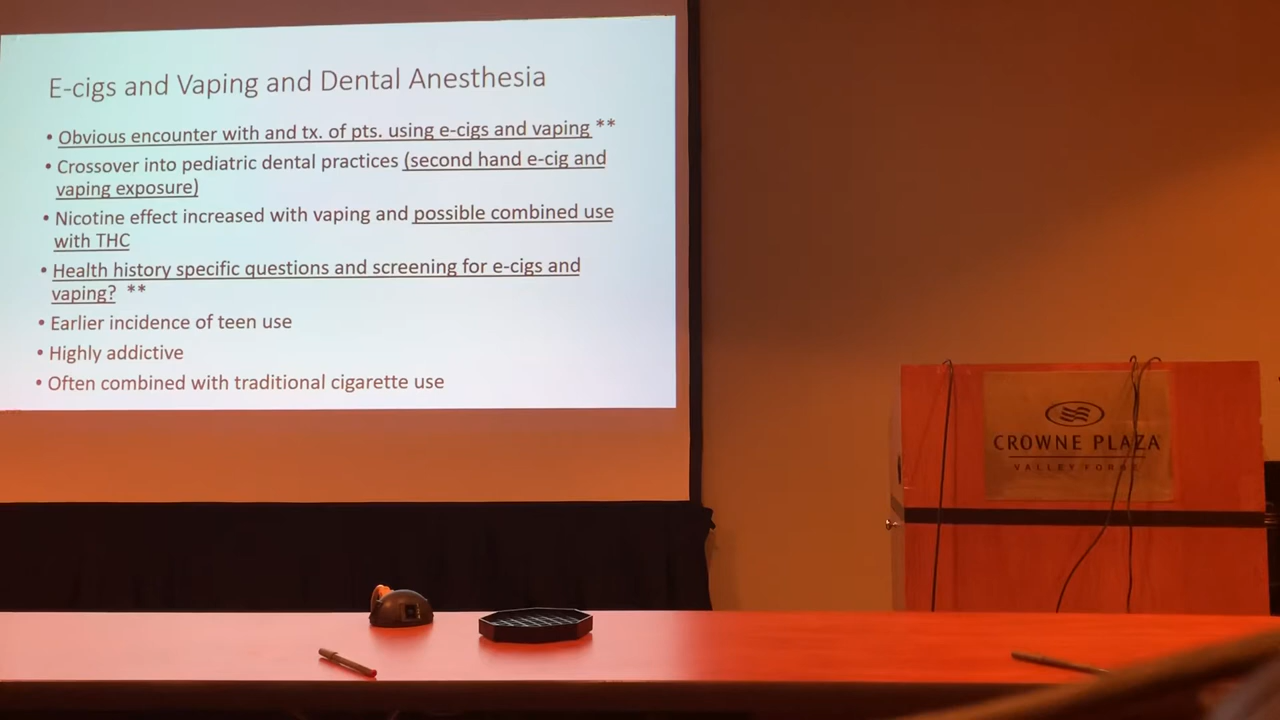 E-cigs and Vaping and Dental Anesthesia
• Obvious encounter with and tx. of pts. using e-cigs and vaping **
• Crossover into pediatric dental practices (second hand e-cig and
vaping exposure)
• Nicotine effect increased with vaping and possible combined use
with THC
• Health history specific questions and screening for e-cigs and
vaping? **
• Earlier incidence of teen use
• Highly addictive
• Often combined with traditional cigarette use
CROWNE PLAZA
VALLEY FORGE